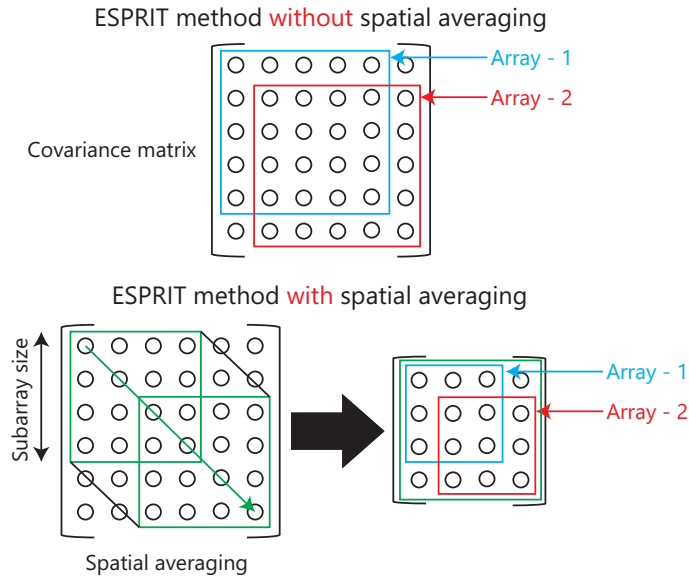 ESPRIT method without spatial averaging
Array - 1
Array - 2
Covariance matrix
ESPRIT method with spatial averaging
Subarray size
Array - 1
Array - 2
Spatial averaging